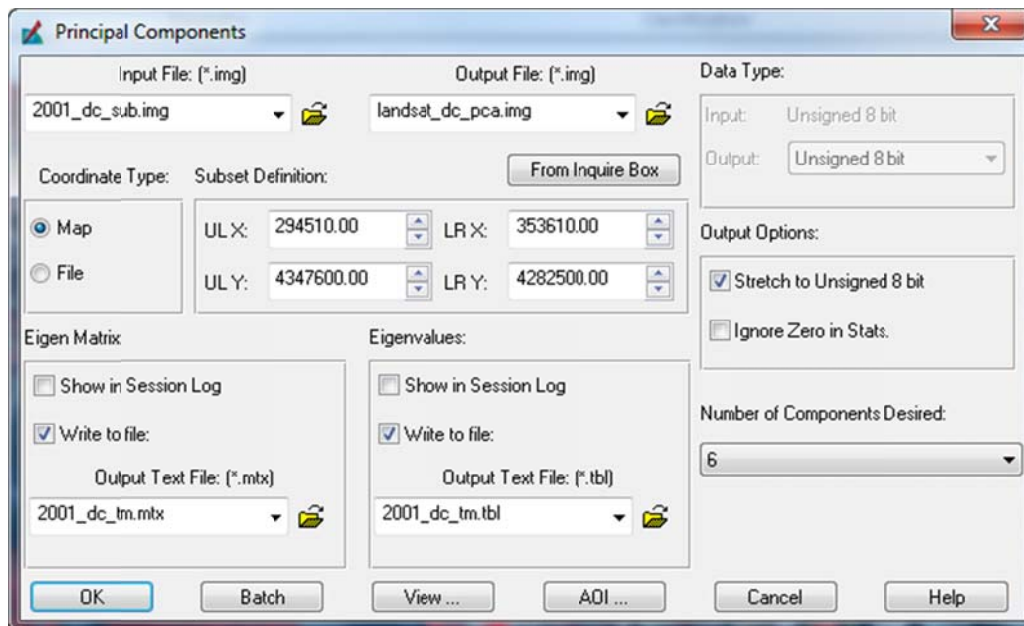 Principal Components
Input File: (*.img)
Output File: (*.img)
2001_dc_sub.img
landsat_dc_pca.img
Data Type:
Input: Unsigned 8 bit
Output: Unsigned 8 bit
Coordinate Type:
Subset Definition:
From Inquire Box
Map
File
UL X: 294510.00
LR X: 353610.00
UL Y: 4347600.00
LR Y: 4282500.00
Output Options:
Stretch to Unsigned 8 bit
Ignore Zero in Stats.
Eigen Matrix
Eigenvalues:
Show in Session Log
Show in Session Log
Write to file:
Write to file:
Output Text File: (*.mtx)
Output Text File: (*.tbl)
2001_dc_tm.mtx
2001_dc_tm.tbl
Number of Components Desired:
6
OK
Batch
View ...
AOI ...
Cancel
Help